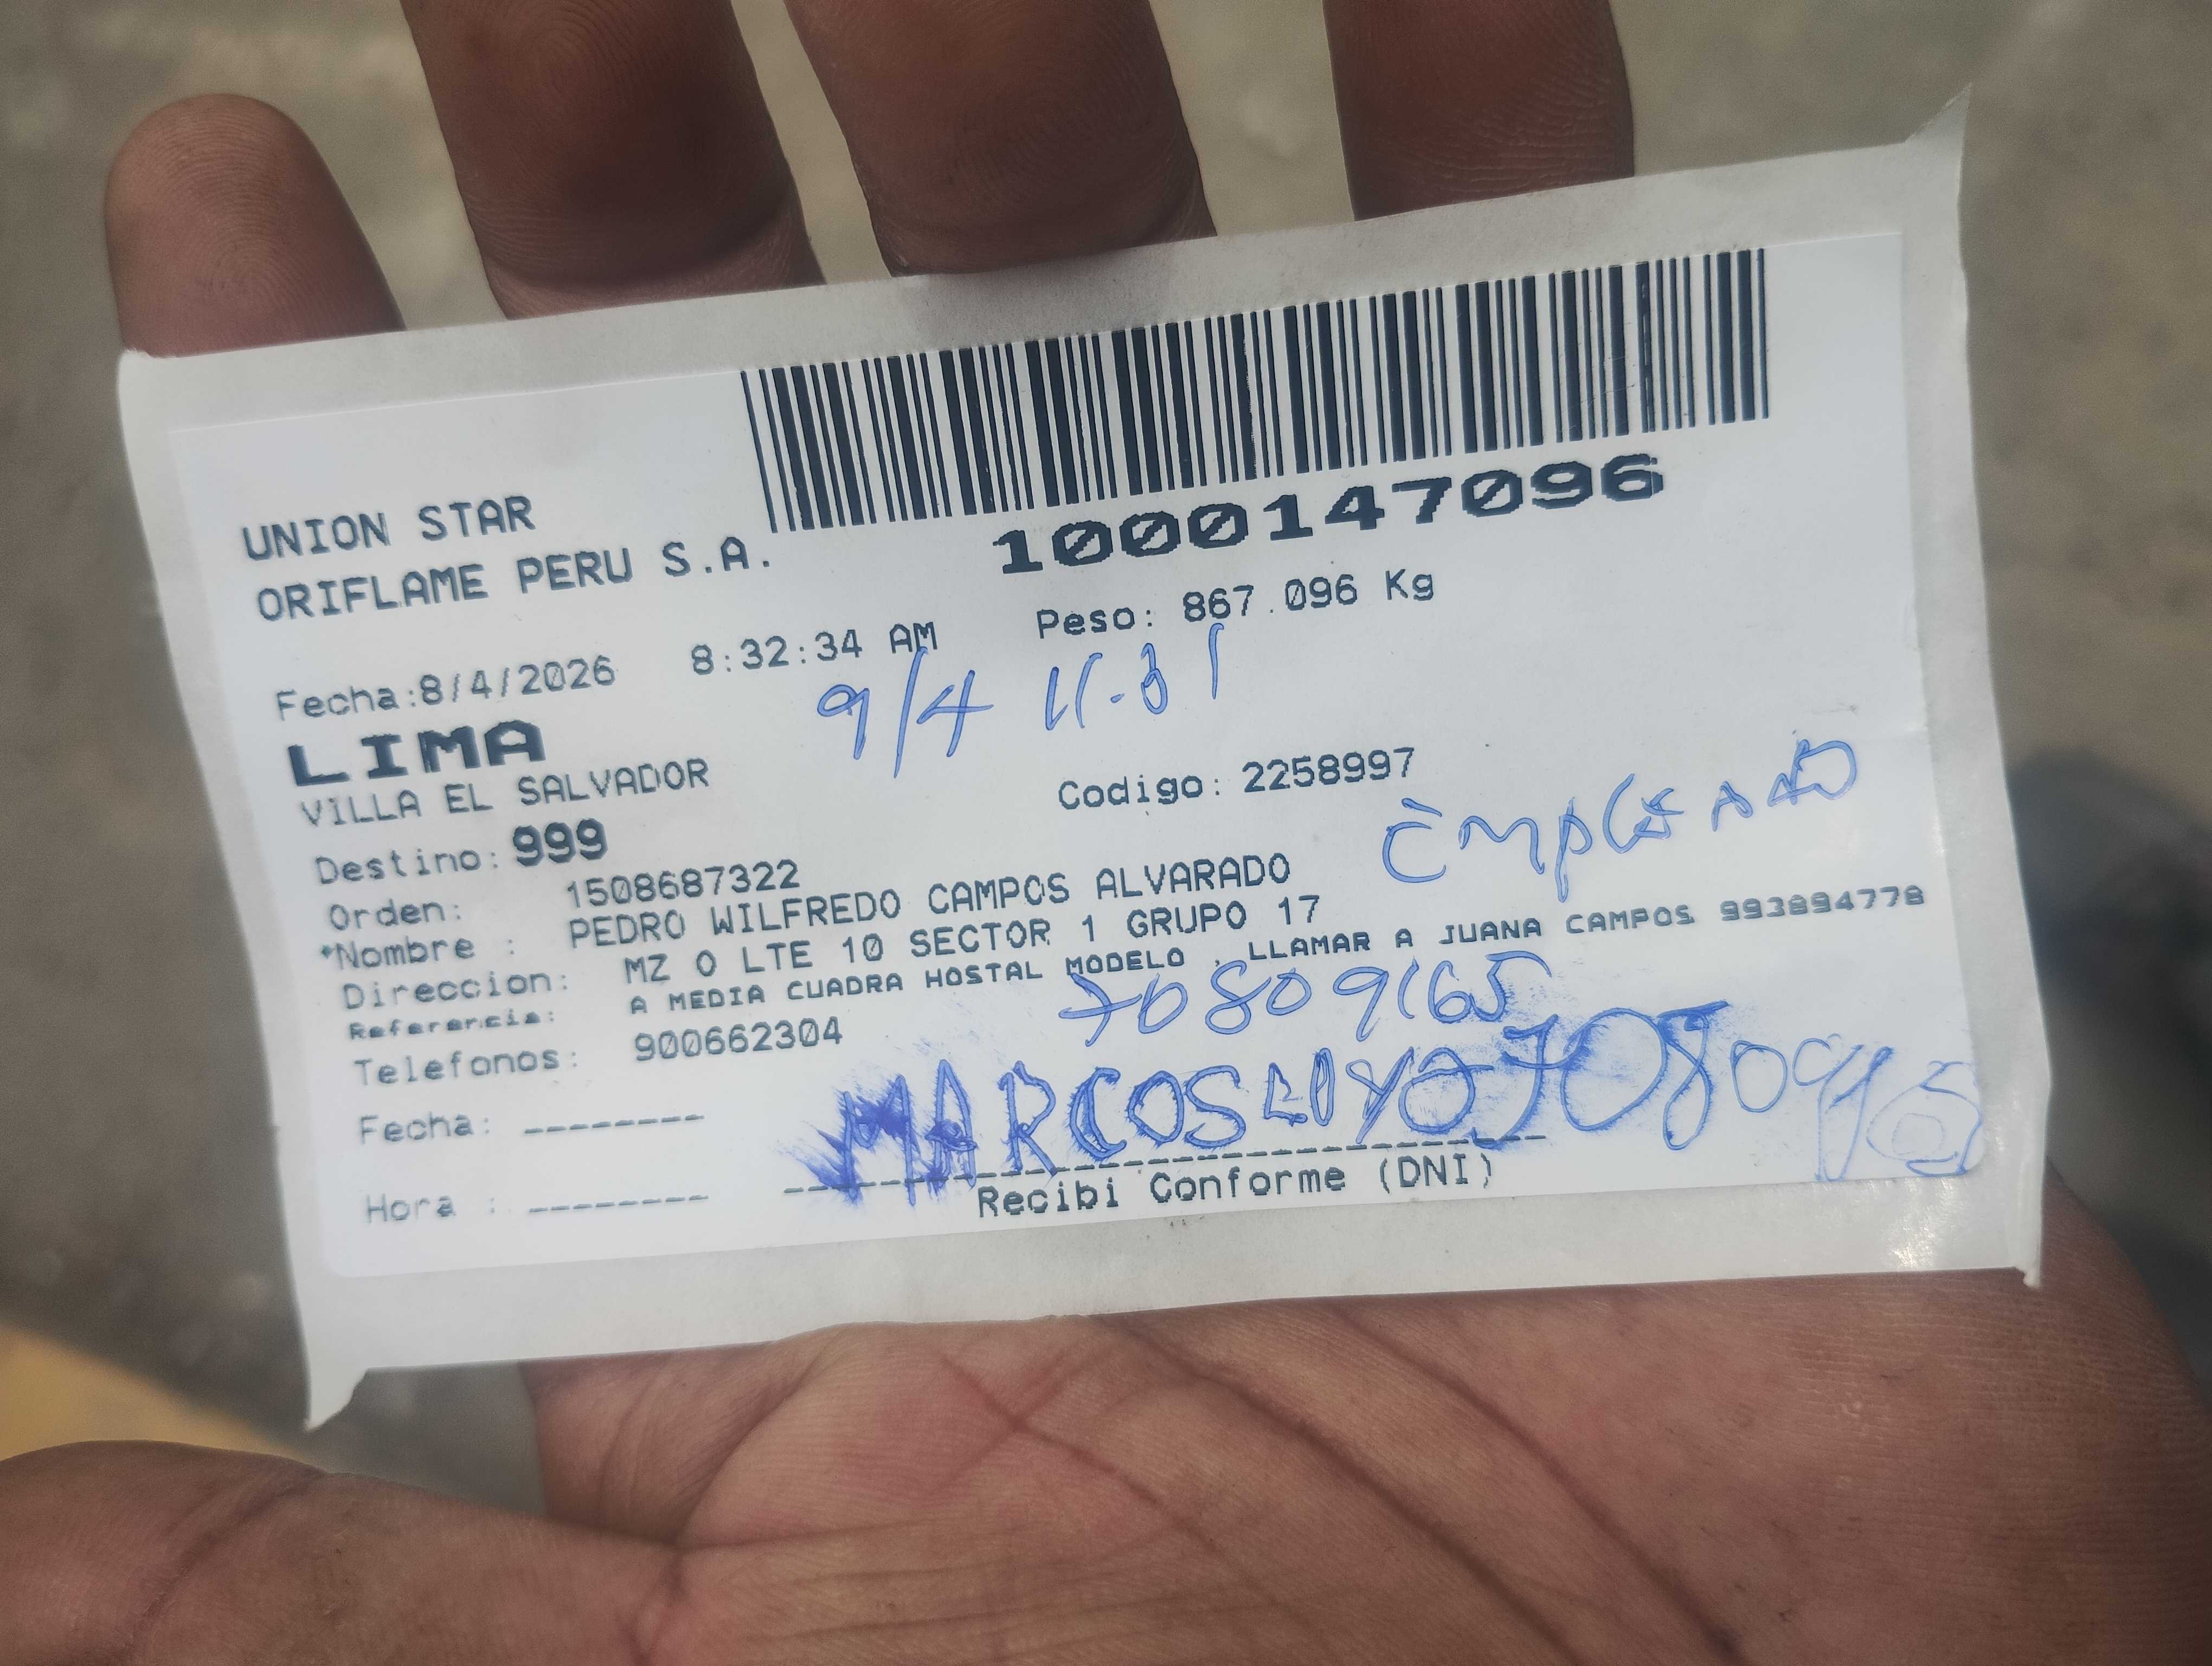 1000147096
UNION STAR
ORIFLAME PERU S.A.
Fecha:8/4/2026 8:32:34 AM Peso: 867.096 Kg
9/4
LIMA
VILLA EL SALVADOR
Codigo: 2258997
Destino: 999
EMPLEADO
Orden: 1508687322
*Nombre : PEDRO WILFREDO CAMPOS ALVARADO
Direccion: MZ O LTE 10 SECTOR 1 GRUPO 17
Referencia: A MEDIA CUADRA HOSTAL MODELO , LLAMAR A JUANA CAMPOS 993894778
70809165
Telefonos: 900662304
MARCOS 70809165
Fecha: --------
Hora : --------
Recibi Conforme (DNI)